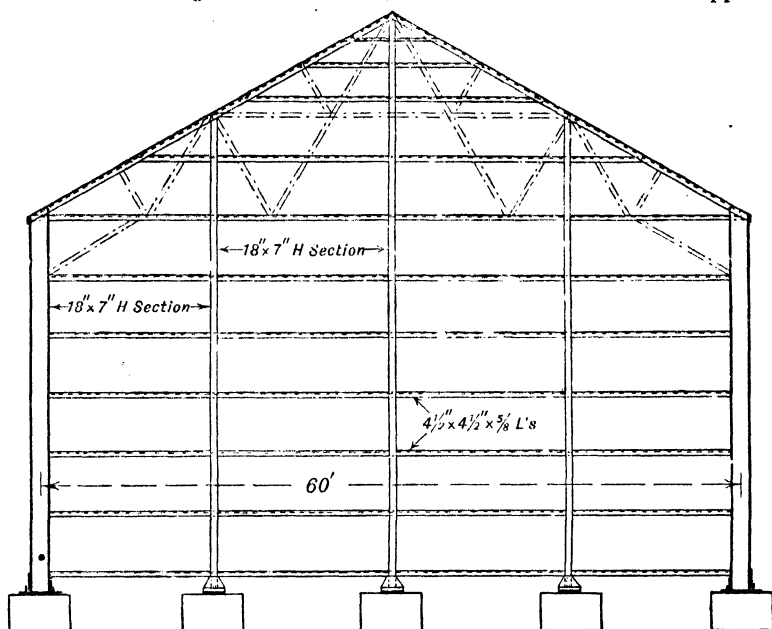 18" × 7" H Section
18" × 7" H Section
4½" × 4½" × ⅝ L's
60'